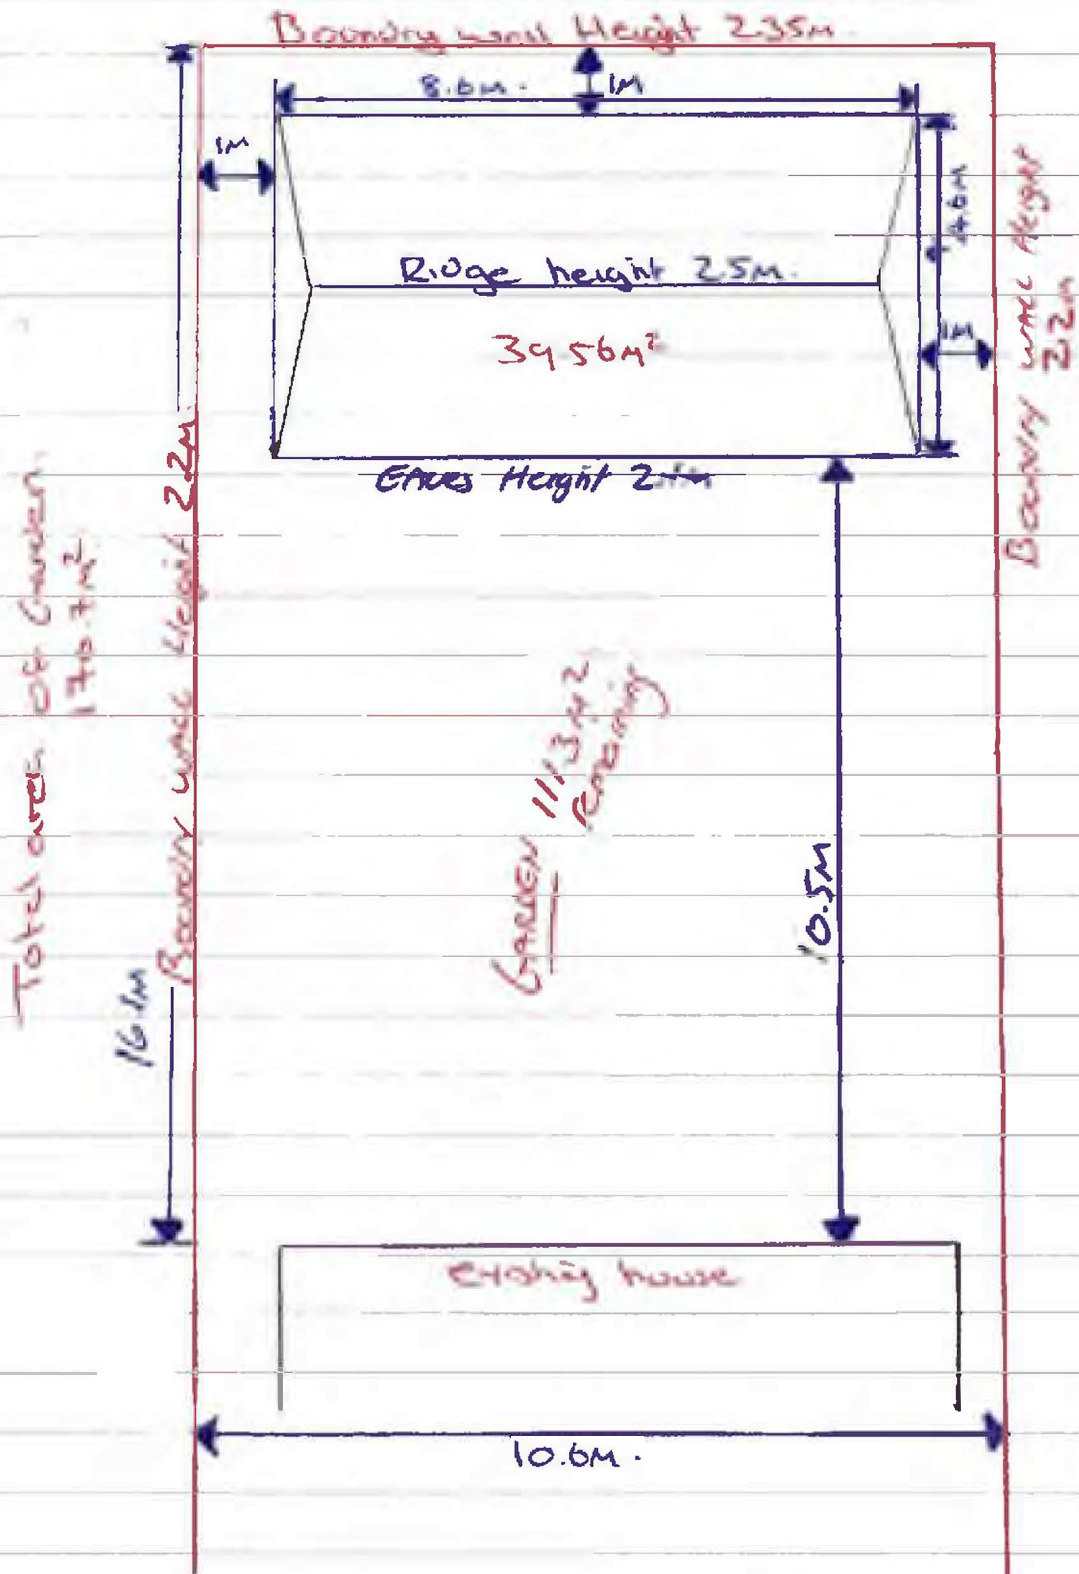 Boundry wall Height 2.35M.
8.6M.
1M
1M
4.6M
Ridge height 2.5M.
39.56M²
1M
Boundry wall Height
2.2M
Eaves Height
Total area of Garden
170.7M²
Boundry wall Height 2.2M
GARDEN 111.3M²
remaining
10.5M
16.1M
existing house
10.6M.